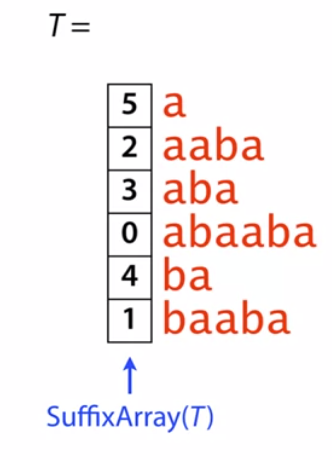 T =
5 a
2 aaba
3 aba
0 abaaba
4 ba
1 baaba
SuffixArray(T)